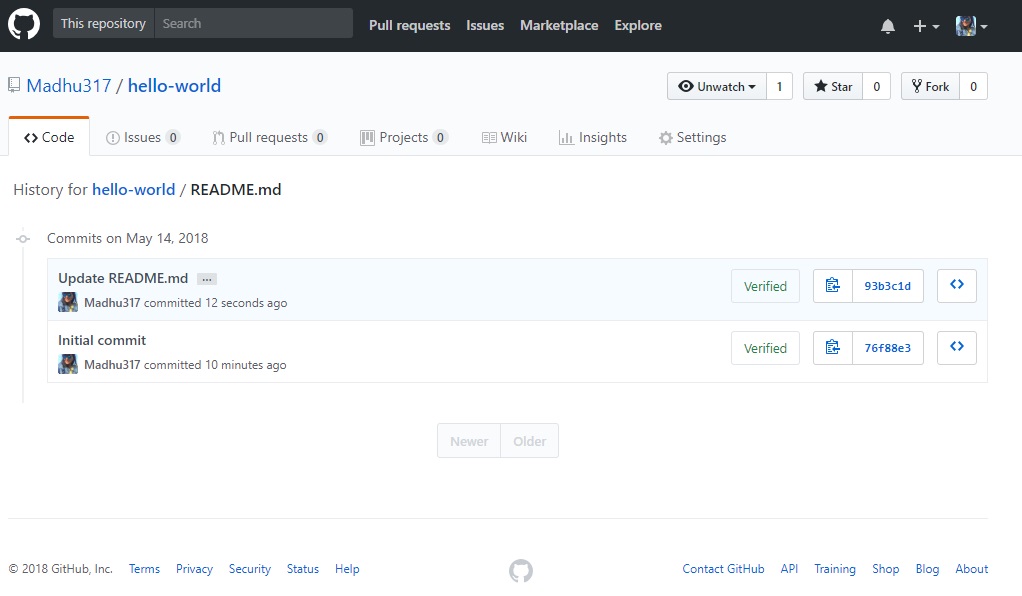 This repository Search Pull requests Issues Marketplace Explore
Madhu317 / hello-world Unwatch 1 Star 0 Fork 0
Code Issues 0 Pull requests 0 Projects 0 Wiki Insights Settings
History for hello-world / README.md
Commits on May 14, 2018
Update README.md ...
Madhu317 committed 12 seconds ago
Verified 93b3c1d
Initial commit
Madhu317 committed 10 minutes ago
Verified 76f88e3
Newer Older
© 2018 GitHub, Inc. Terms Privacy Security Status Help Contact GitHub API Training Shop Blog About